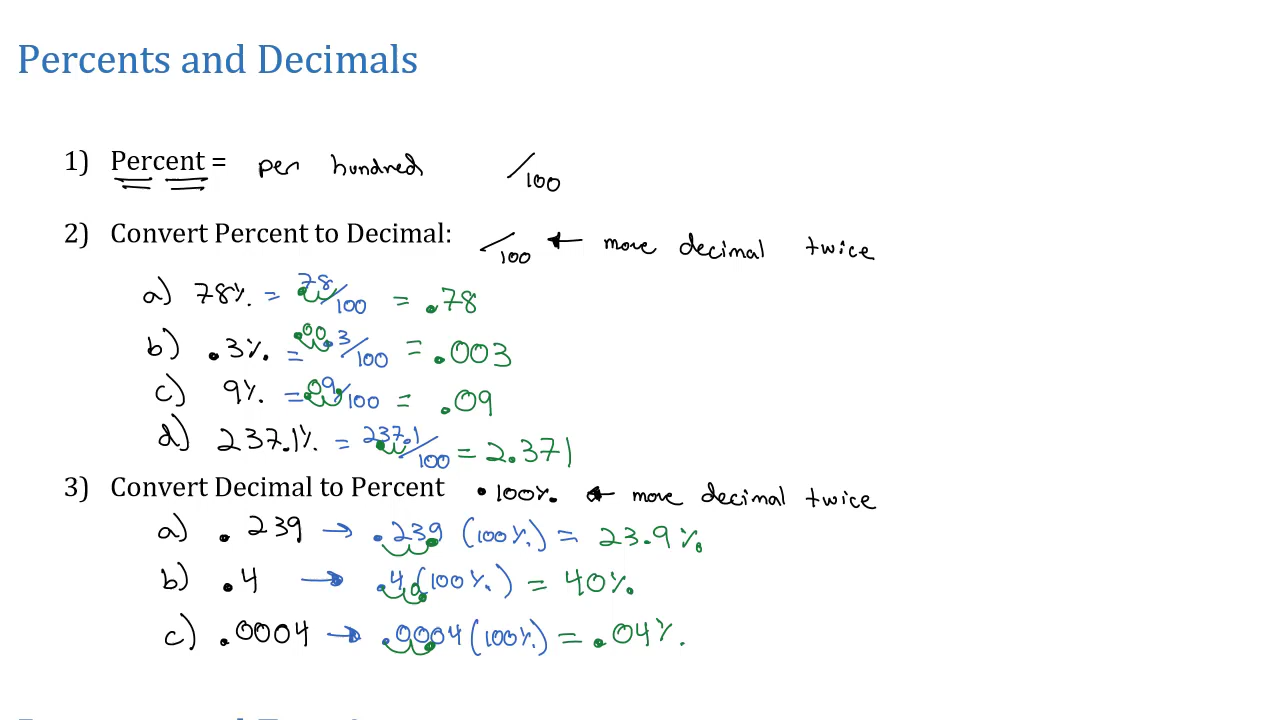 Percents and Decimals
1) Percent = per hundred /100
2) Convert Percent to Decimal: /100 ← move decimal twice
a) 78% = 78/100 = .78
b) .3% = 00.3/100 = .003
c) 9% = 09/100 = .09
d) 237.1% = 237.1/100 = 2.371
3) Convert Decimal to Percent • 100% ← move decimal twice
a) .239 → .239 (100%) = 23.9%
b) .4 → .40 (100%) = 40%
c) .0004 → .0004 (100%) = .04%